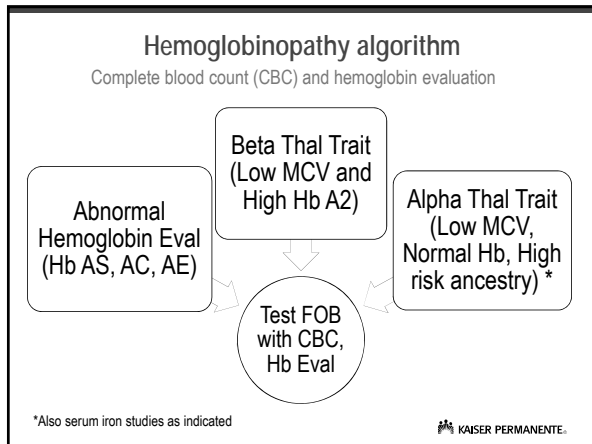 Hemoglobinopathy algorithm
Complete blood count (CBC) and hemoglobin evaluation
Abnormal
Hemoglobin Eval
(Hb AS, AC, AE)
Beta Thal Trait
(Low MCV and
High Hb A2)
Alpha Thal Trait
(Low MCV,
Normal Hb, High
risk ancestry) *
Test FOB
with CBC,
Hb Eval
*Also serum iron studies as indicated
KAISER PERMANENTE®